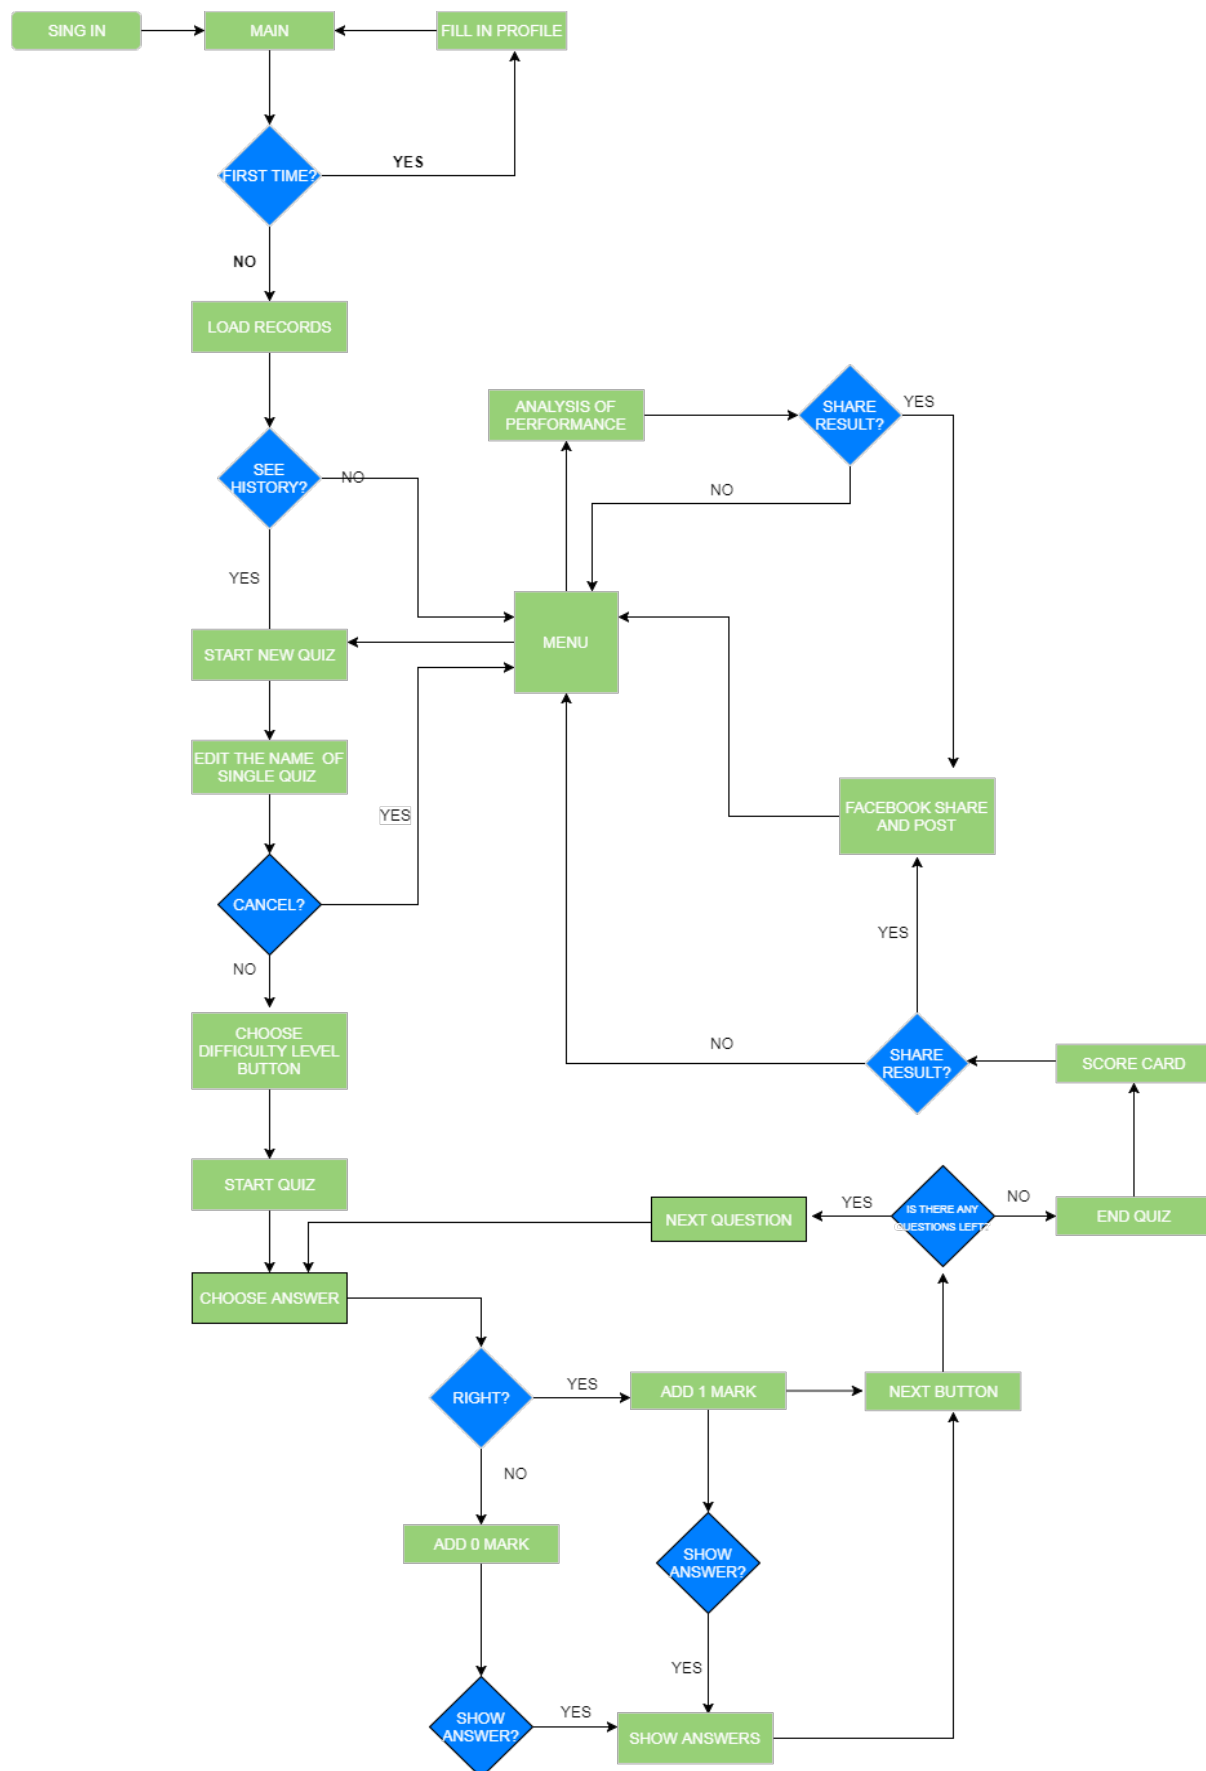 SING IN
MAIN
FILL IN PROFILE
FIRST TIME?
YES
NO
LOAD RECORDS
SEE
HISTORY?
NO
YES
ANALYSIS OF
PERFORMANCE
SHARE
RESULT?
YES
NO
MENU
START NEW QUIZ
EDIT THE NAME OF
SINGLE QUIZ
YES
CANCEL?
NO
FACEBOOK SHARE
AND POST
YES
CHOOSE
DIFFICULTY LEVEL
BUTTON
NO
SHARE
RESULT?
SCORE CARD
START QUIZ
NEXT QUESTION
YES
IS THERE ANY
QUESTIONS LEFT?
NO
END QUIZ
CHOOSE ANSWER
RIGHT?
YES
ADD 1 MARK
NEXT BUTTON
NO
ADD 0 MARK
SHOW
ANSWER?
YES
SHOW
ANSWER?
YES
SHOW ANSWERS